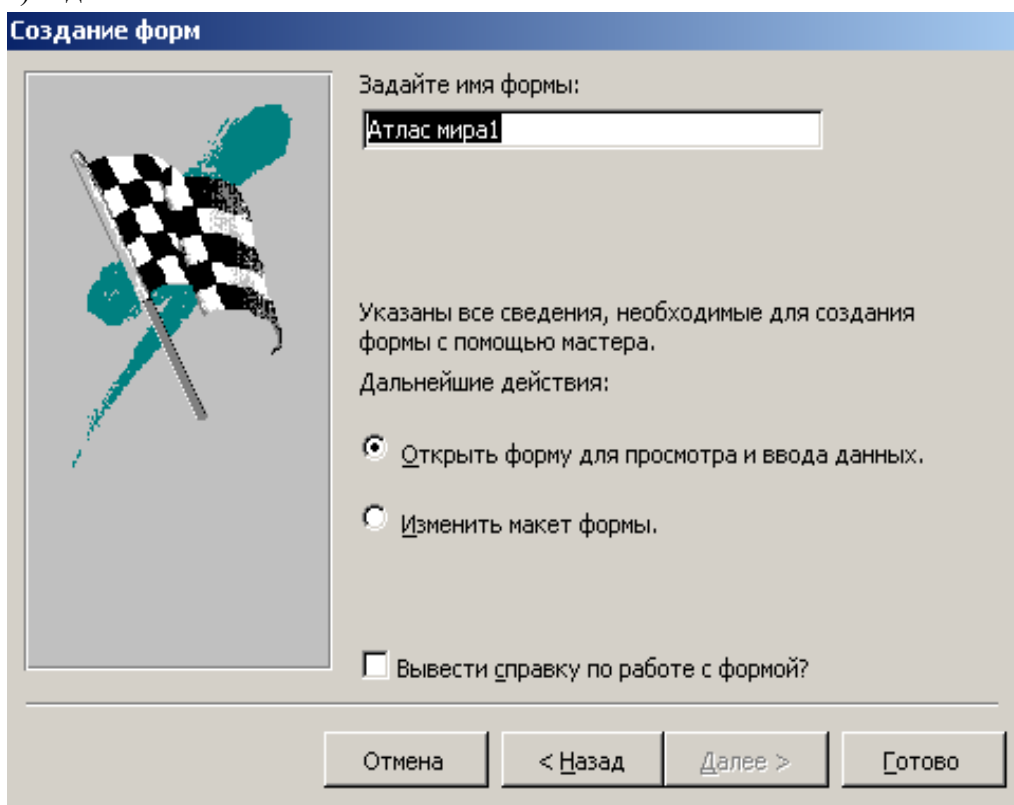 Создание форм
Задайте имя формы:
Атлас мира1
Указаны все сведения, необходимые для создания
формы с помощью мастера.
Дальнейшие действия:
Открыть форму для просмотра и ввода данных.
Изменить макет формы.
Вывести справку по работе с формой?
Отмена
< Назад
Далее >
Готово